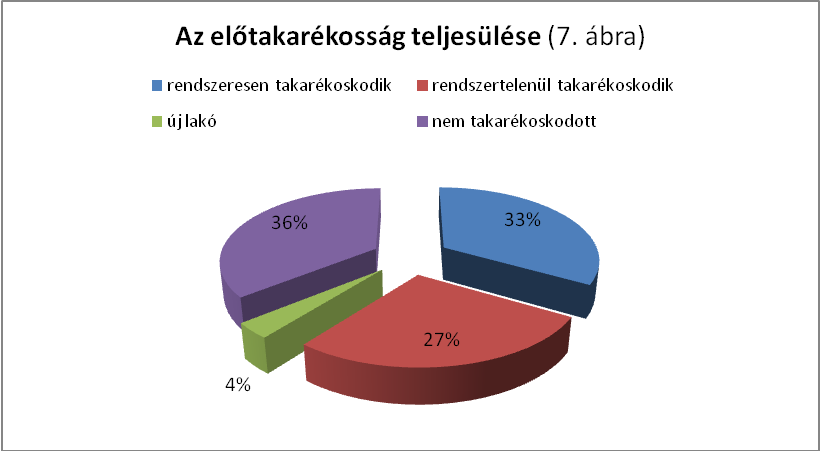 Az előtakarékosság teljesülése (7. ábra)
rendszeresen takarékoskodik rendszertelenül takarékoskodik
új lakó nem takarékoskodott
36% 33%
27%
4%